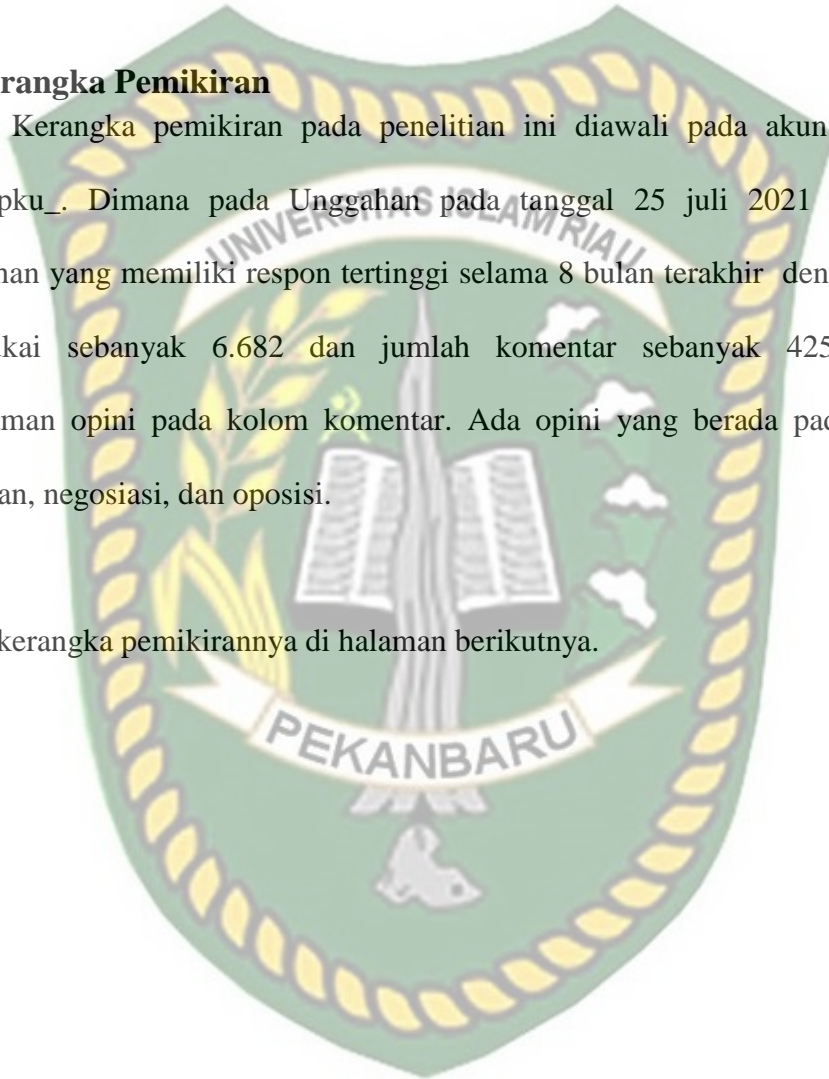 rangka Pemikiran
Kerangka pemikiran pada penelitian ini diawali pada akun
pku_. Dimana pada Unggahan pada tanggal 25 juli 2021
UNIVERSITAS ISLAM RIAU
nan yang memiliki respon tertinggi selama 8 bulan terakhir den
kai sebanyak 6.682 dan jumlah komentar sebanyak 425
man opini pada kolom komentar. Ada opini yang berada pad
an, negosiasi, dan oposisi.
kerangka pemikirannya di halaman berikutnya.
PEKANBARU